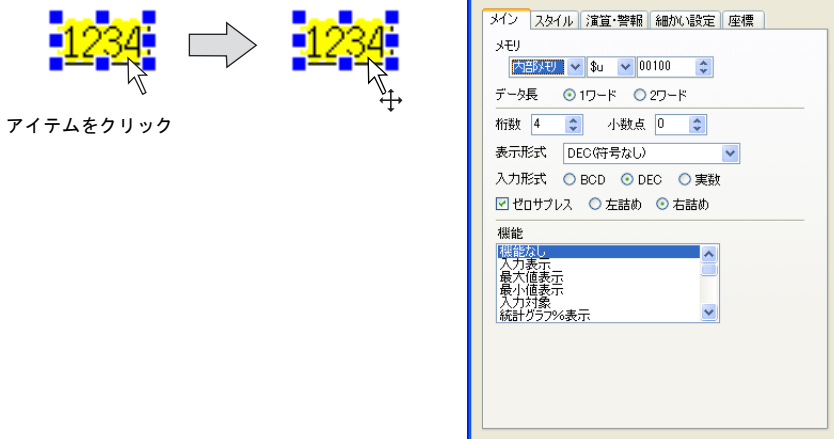 1234
1234
アイテムをクリック
メイン スタイル 演算・警報 細かい設定 座標
メモリ
内部メモリ $u 00100
データ長 1ワード 2ワード
桁数 4 小数点 0
表示形式 DEC(符号なし)
入力形式 BCD DEC 実数
ゼロサプレス 左詰め 右詰め
機能
機能なし
入力表示
最大値表示
最小値表示
入力対象
統計グラフ%表示